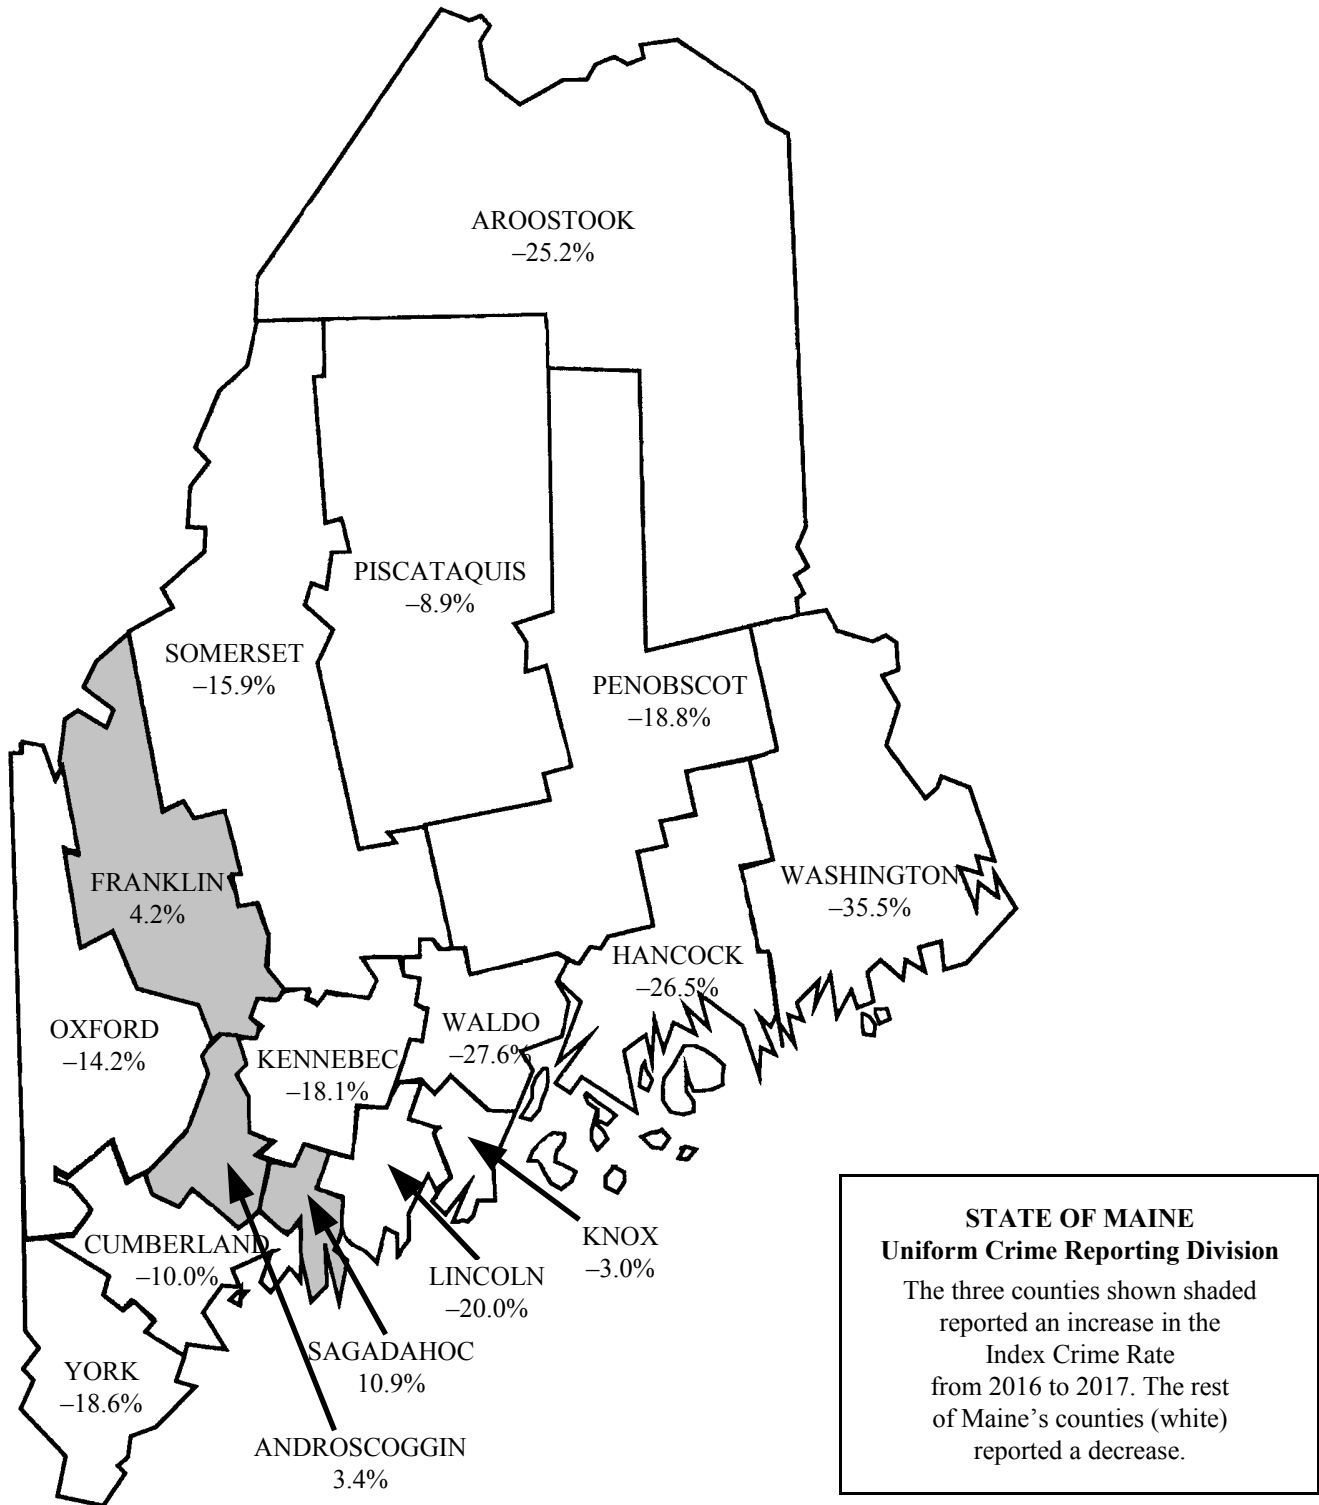 AROOSTOOK
–25.2%
PISCATAQUIS
–8.9%
SOMERSET
–15.9%
PENOBSCOT
–18.8%
FRANKLIN
4.2%
WASHINGTON
–35.5%
HANCOCK
–26.5%
OXFORD
–14.2%
WALDO
–27.6%
KENNEBEC
–18.1%
KNOX
–3.0%
CUMBERLAND
–10.0%
LINCOLN
–20.0%
SAGADAHOC
10.9%
YORK
–18.6%
ANDROSCOGGIN
3.4%
STATE OF MAINE
Uniform Crime Reporting Division
The three counties shown shaded
reported an increase in the
Index Crime Rate
from 2016 to 2017. The rest
of Maine’s counties (white)
reported a decrease.